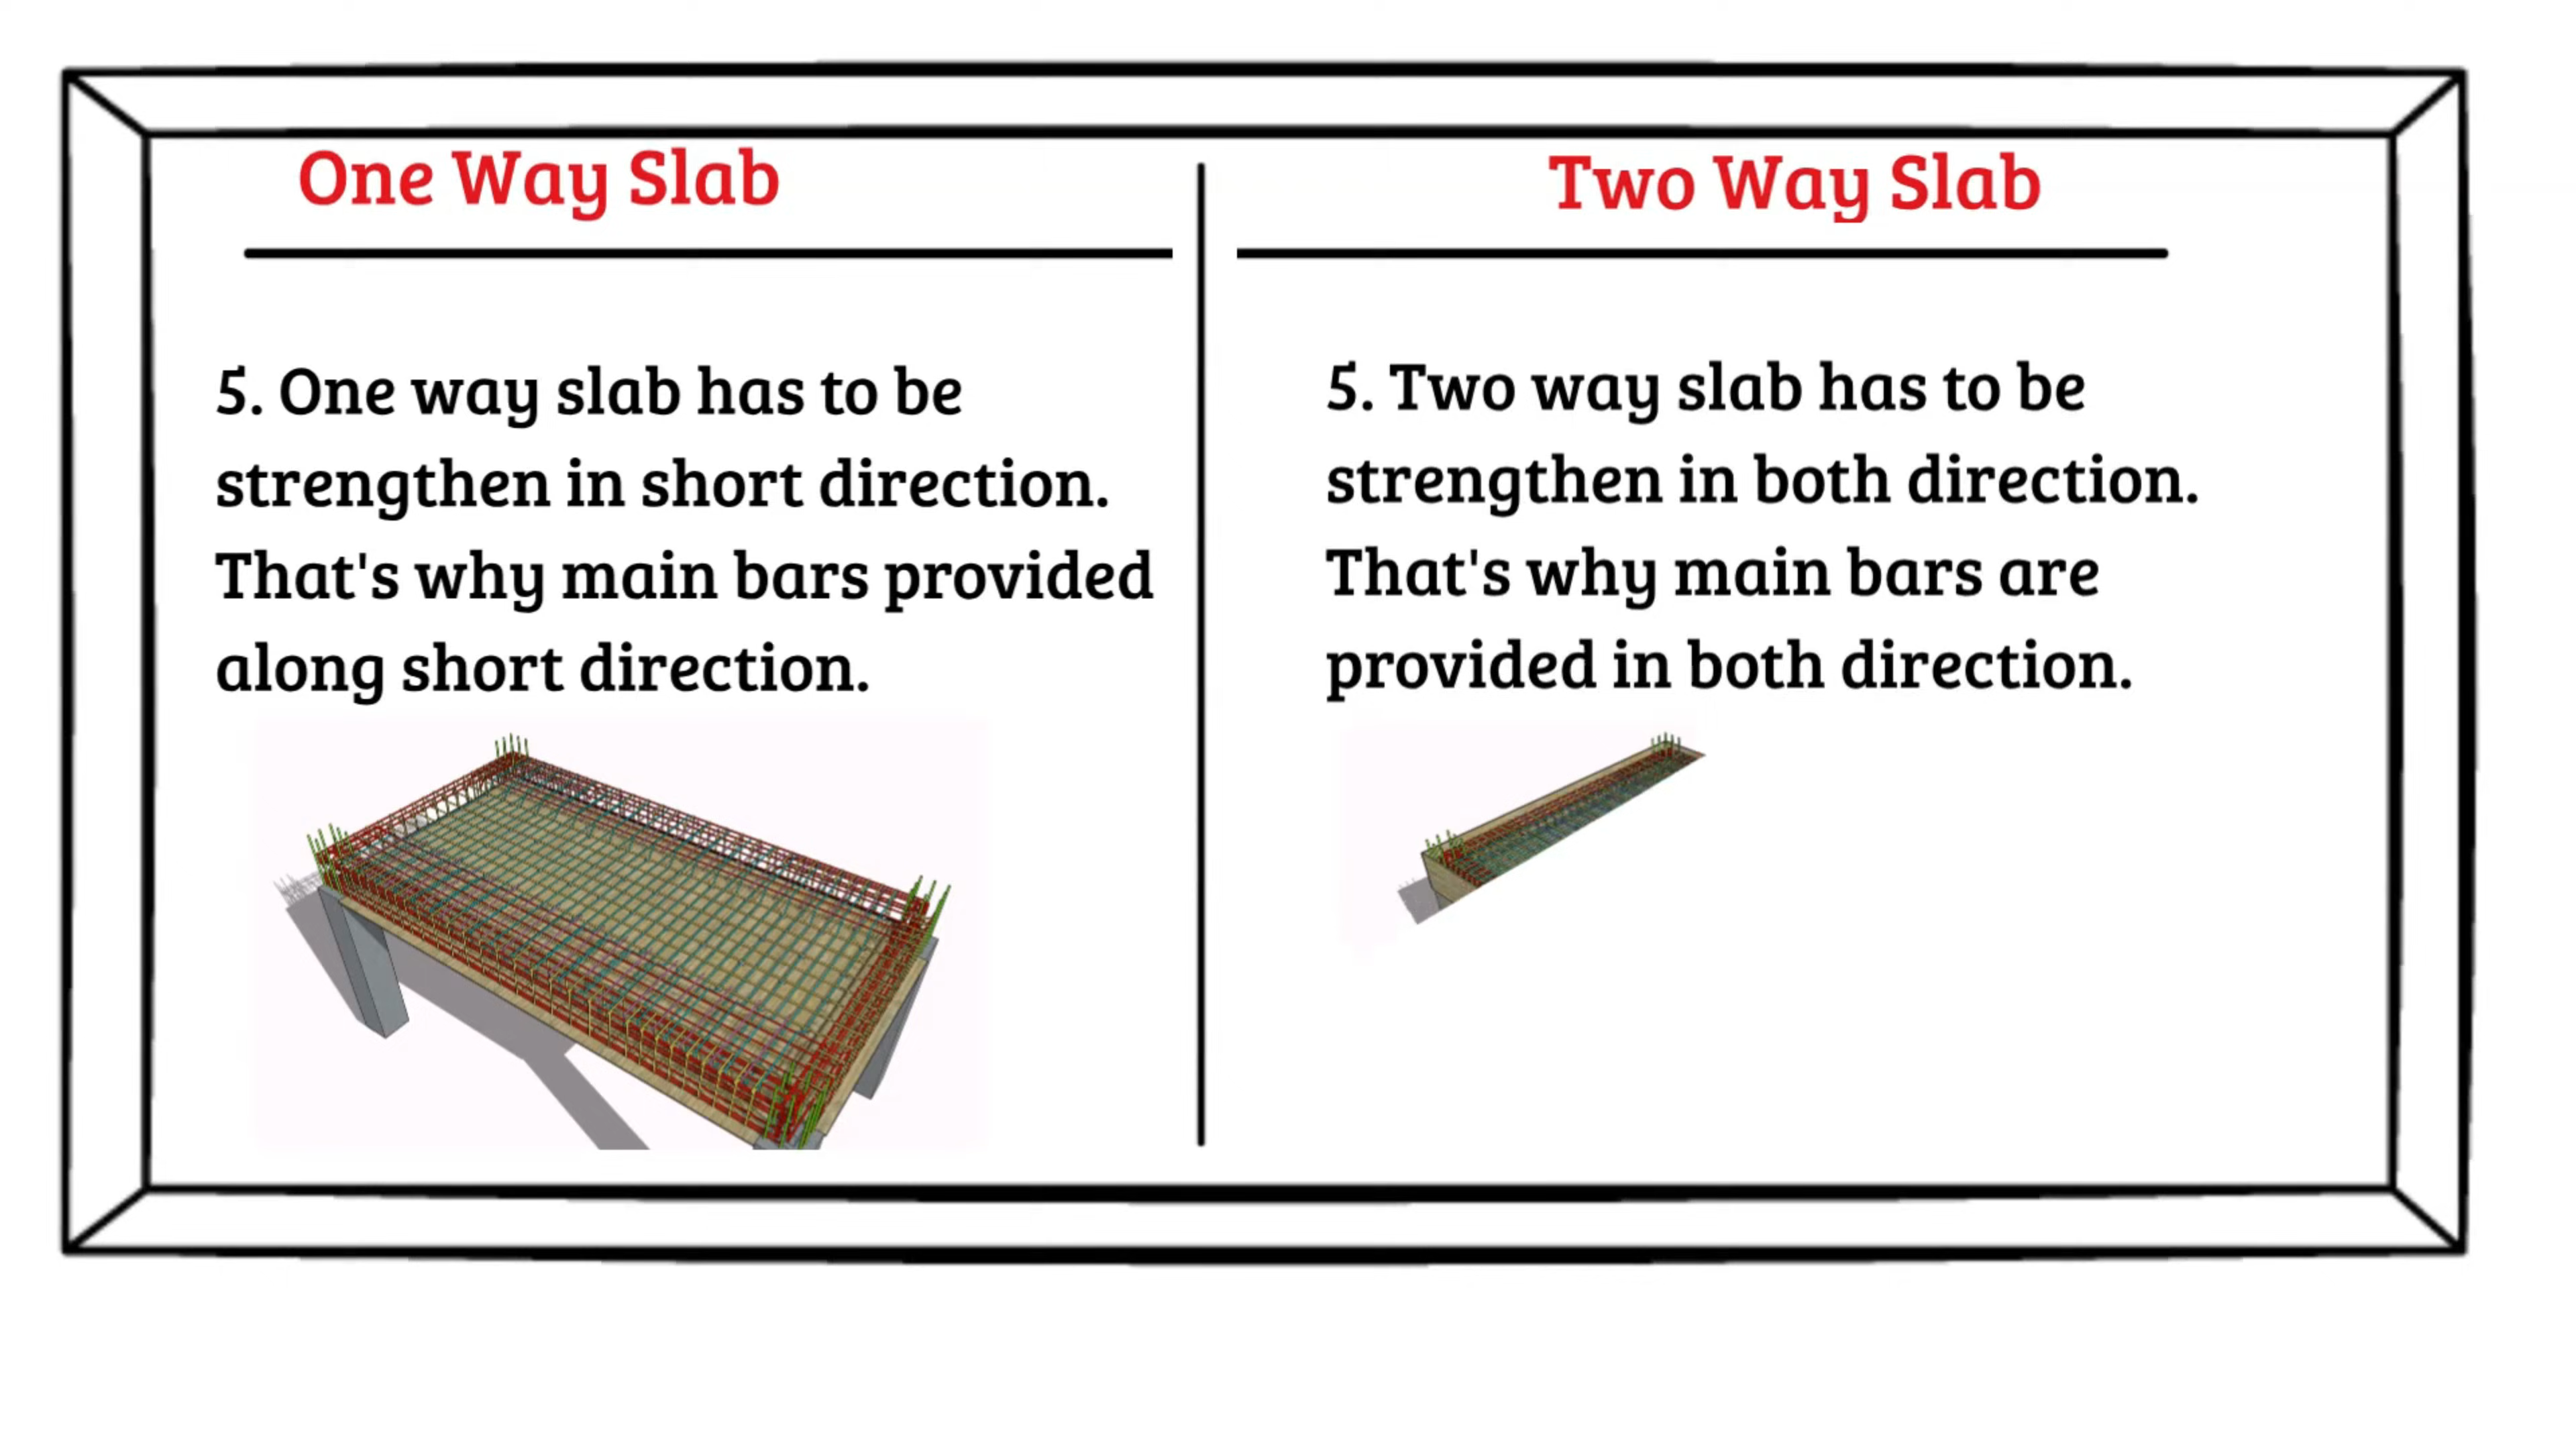 One Way Slab
5. One way slab has to be
strengthen in short direction.
That's why main bars provided
along short direction.
Two Way Slab
5. Two way slab has to be
strengthen in both direction.
That's why main bars are
provided in both direction.